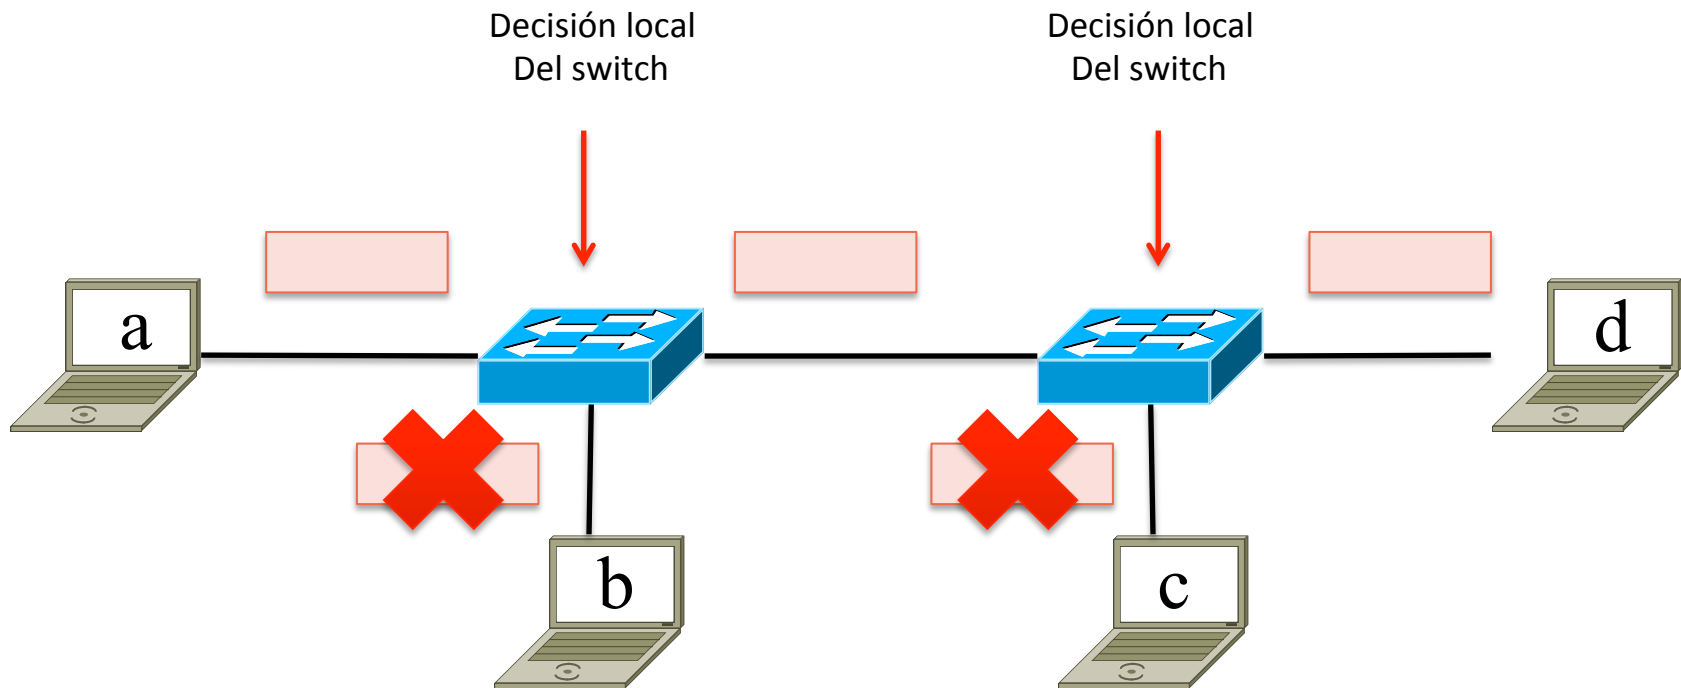 Decisión local
Del switch
Decisión local
Del switch
a
d
b
c